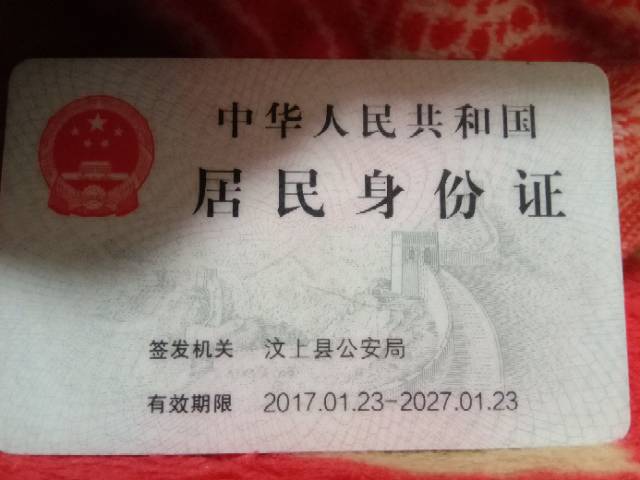 中华人民共和国
居民身份证
签发机关 汶上县公安局
有效期限 2017.01.23-2027.01.23